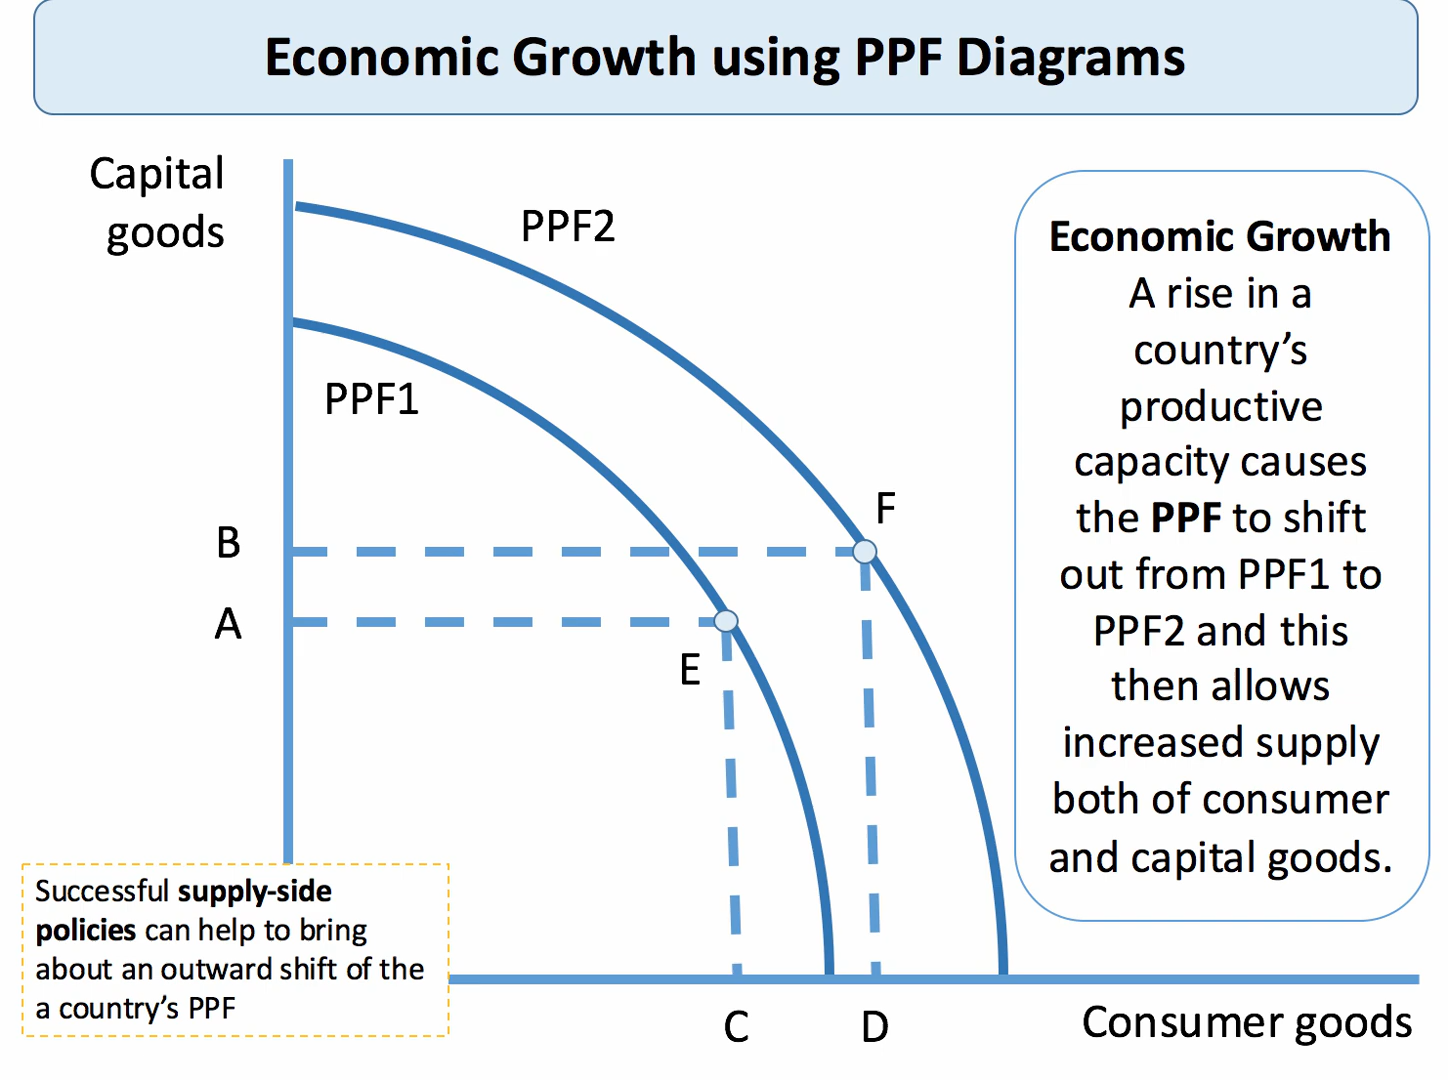 Economic Growth using PPF Diagrams
Capital
goods
PPF2
PPF1
B
A
F
E
C
D
Consumer goods
Economic Growth
A rise in a
country’s
productive
capacity causes
the PPF to shift
out from PPF1 to
PPF2 and this
then allows
increased supply
both of consumer
and capital goods.
Successful supply-side
policies can help to bring
about an outward shift of the
a country’s PPF